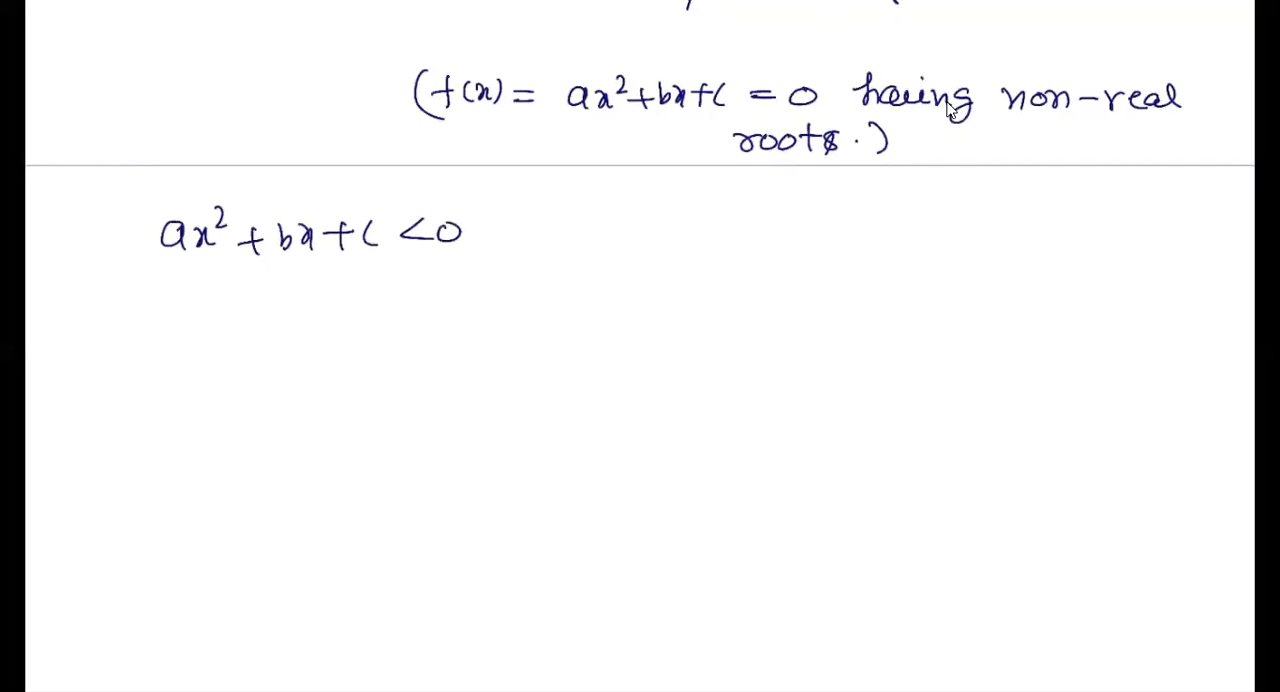 (f(x) = ax²+bx+c = 0 having non-real
roots.)
ax² + bx + c <0